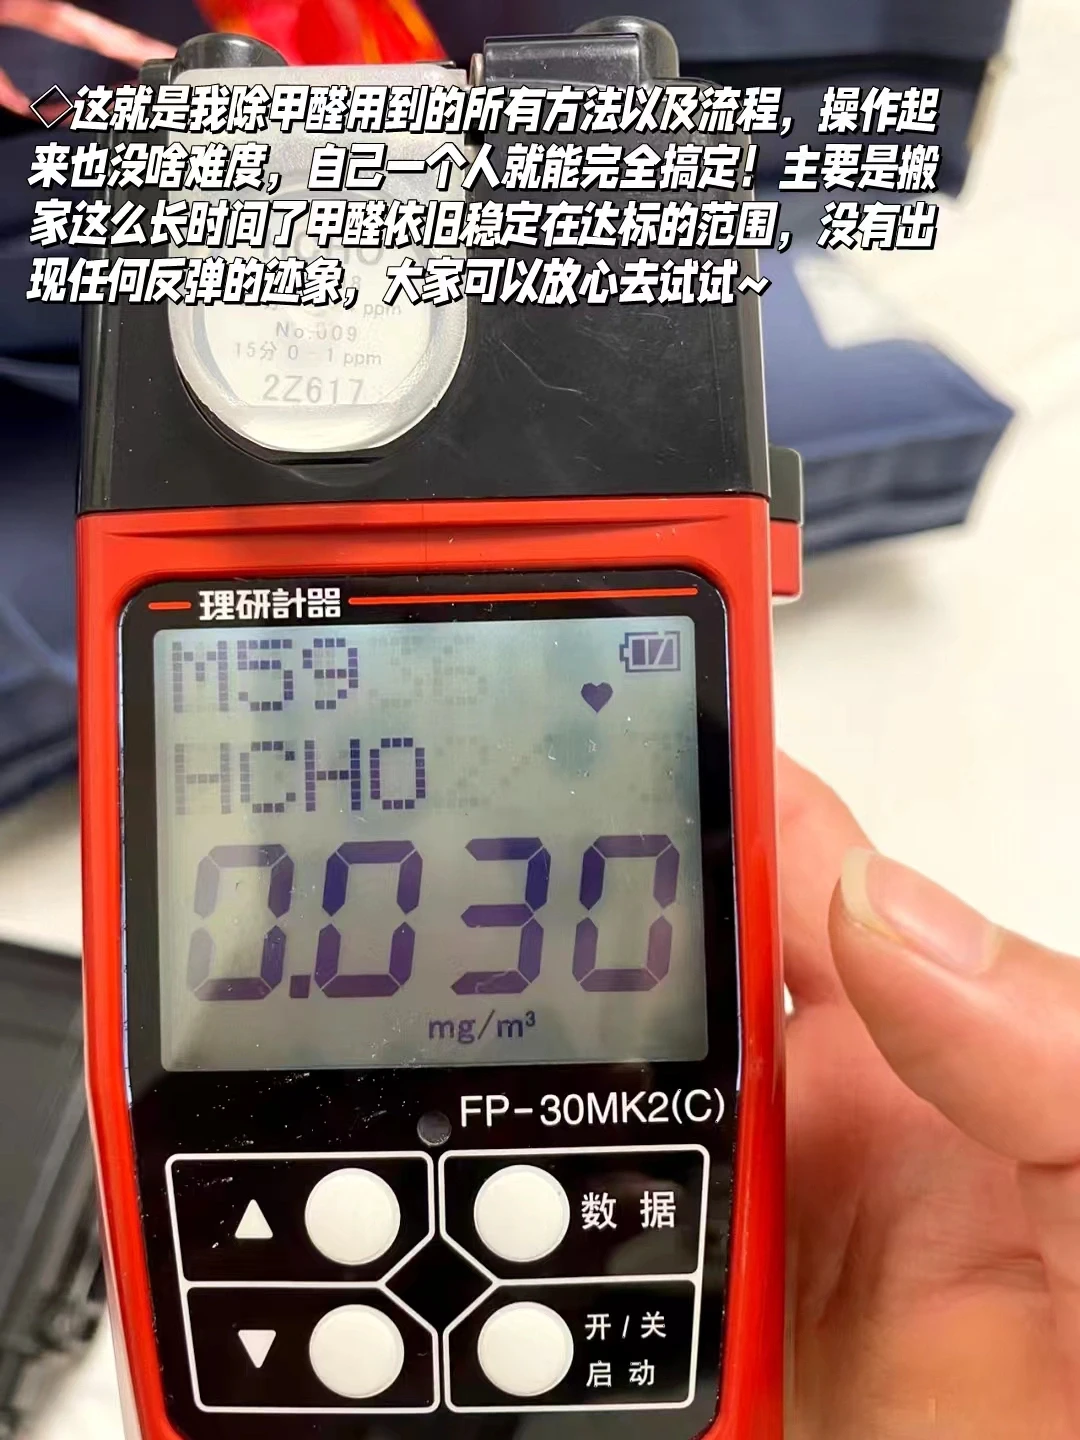 ◇这就是我除甲醛用到的所有方法以及流程，操作起
来也没啥难度，自己一个人就能完全搞定！主要是搬
家这么长时间了甲醛依旧稳定在达标的范围，没有出
现任何反弹的迹象，大家可以放心去试试~
ppm
No.009
15分 0-1 ppm
2Z617
理研計器
M59
HCHO
0.030
mg/m³
FP-30MK2(C)
▲
数 据
▼
开/关
启 动